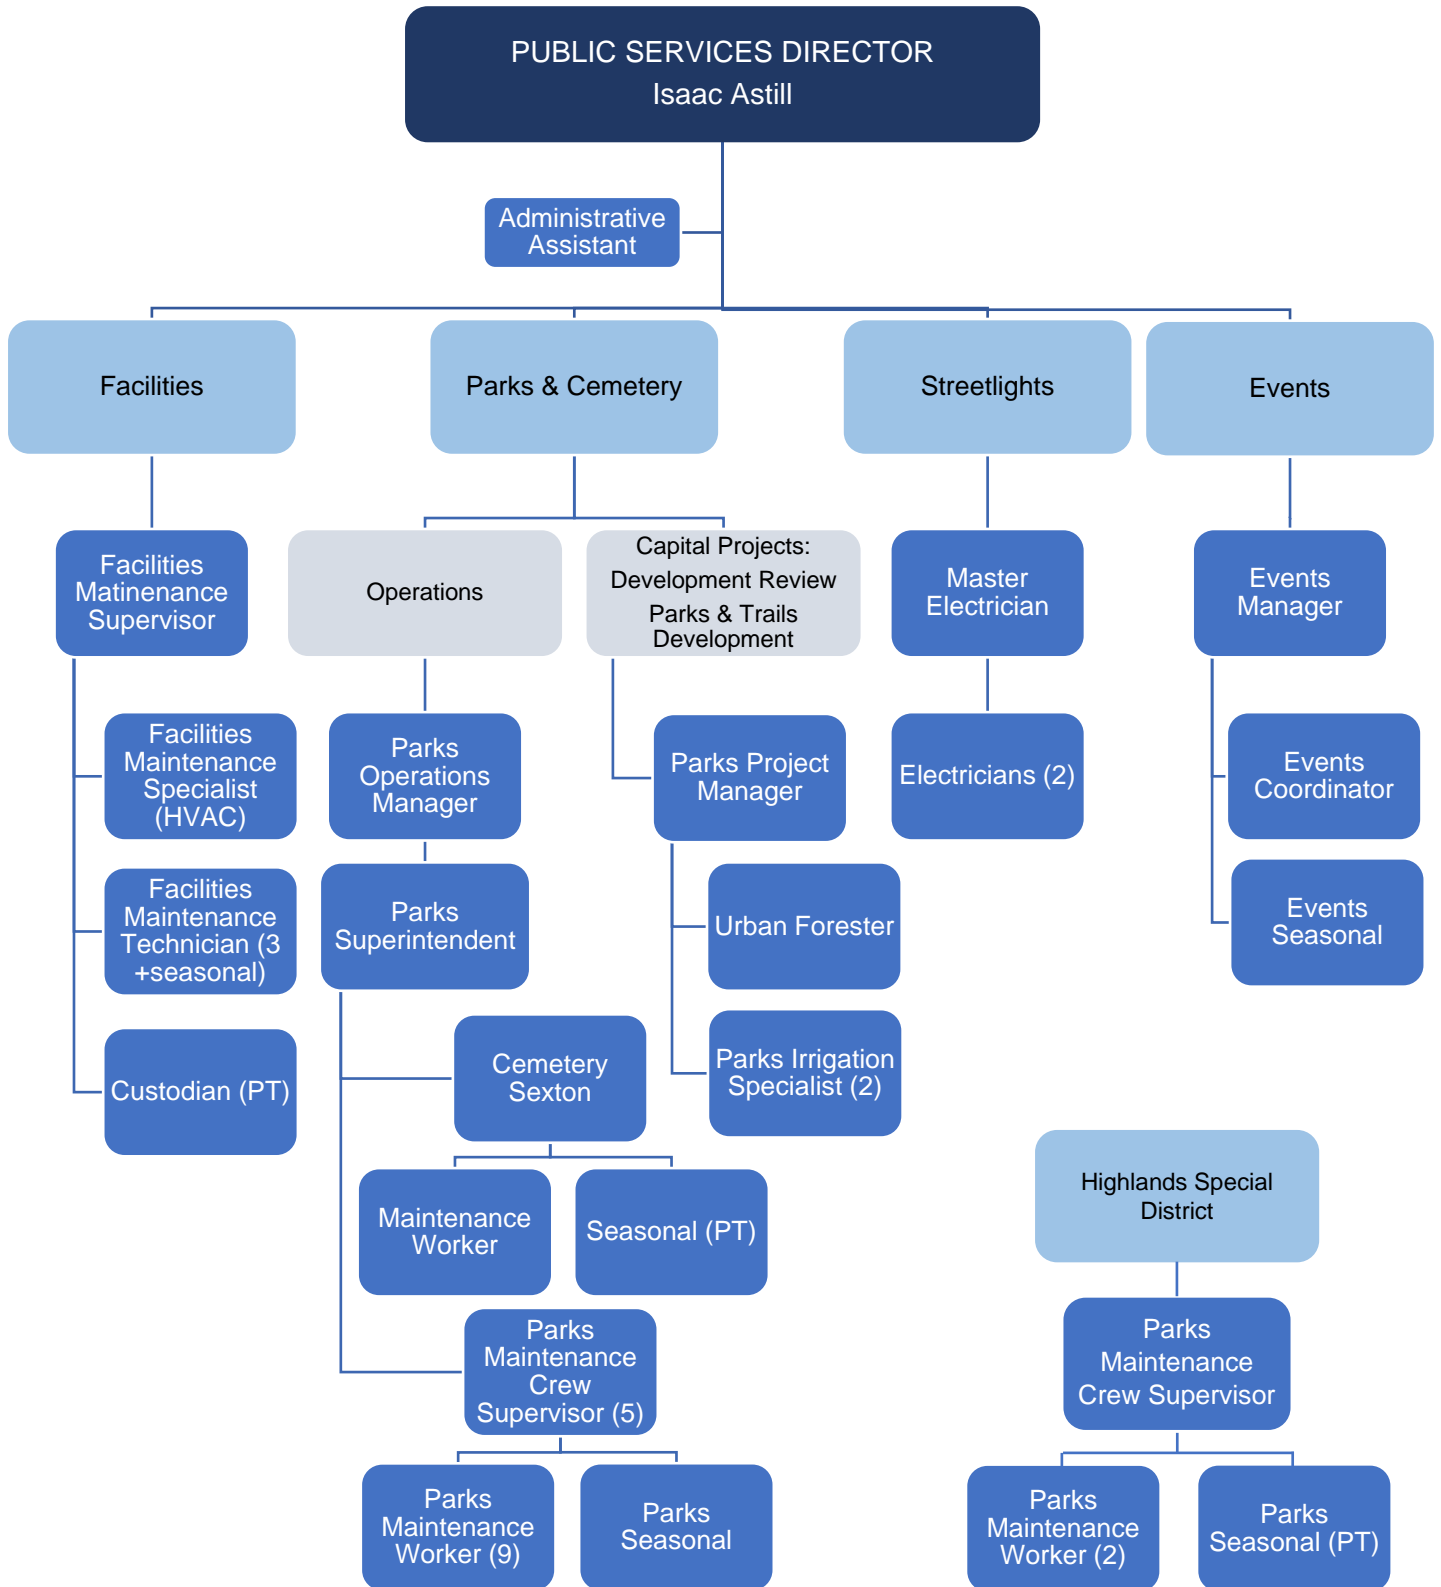 PUBLIC SERVICES DIRECTOR
Isaac Astill
Administrative
Assistant
Facilities
Parks & Cemetery
Streetlights
Events
Facilities
Matinenance
Supervisor
Operations
Capital Projects:
Development Review
Parks & Trails
Development
Master
Electrician
Events
Manager
Facilities
Maintenance
Specialist
(HVAC)
Parks
Operations
Manager
Parks Project
Manager
Electricians (2)
Events
Coordinator
Facilities
Maintenance
Technician (3
+seasonal)
Parks
Superintendent
Urban Forester
Events
Seasonal
Custodian (PT)
Cemetery
Sexton
Parks Irrigation
Specialist (2)
Maintenance
Worker
Seasonal (PT)
Highlands Special
District
Parks
Maintenance
Crew
Supervisor (5)
Parks
Maintenance
Crew Supervisor
Parks
Maintenance
Worker (9)
Parks
Seasonal
Parks
Maintenance
Worker (2)
Parks
Seasonal (PT)